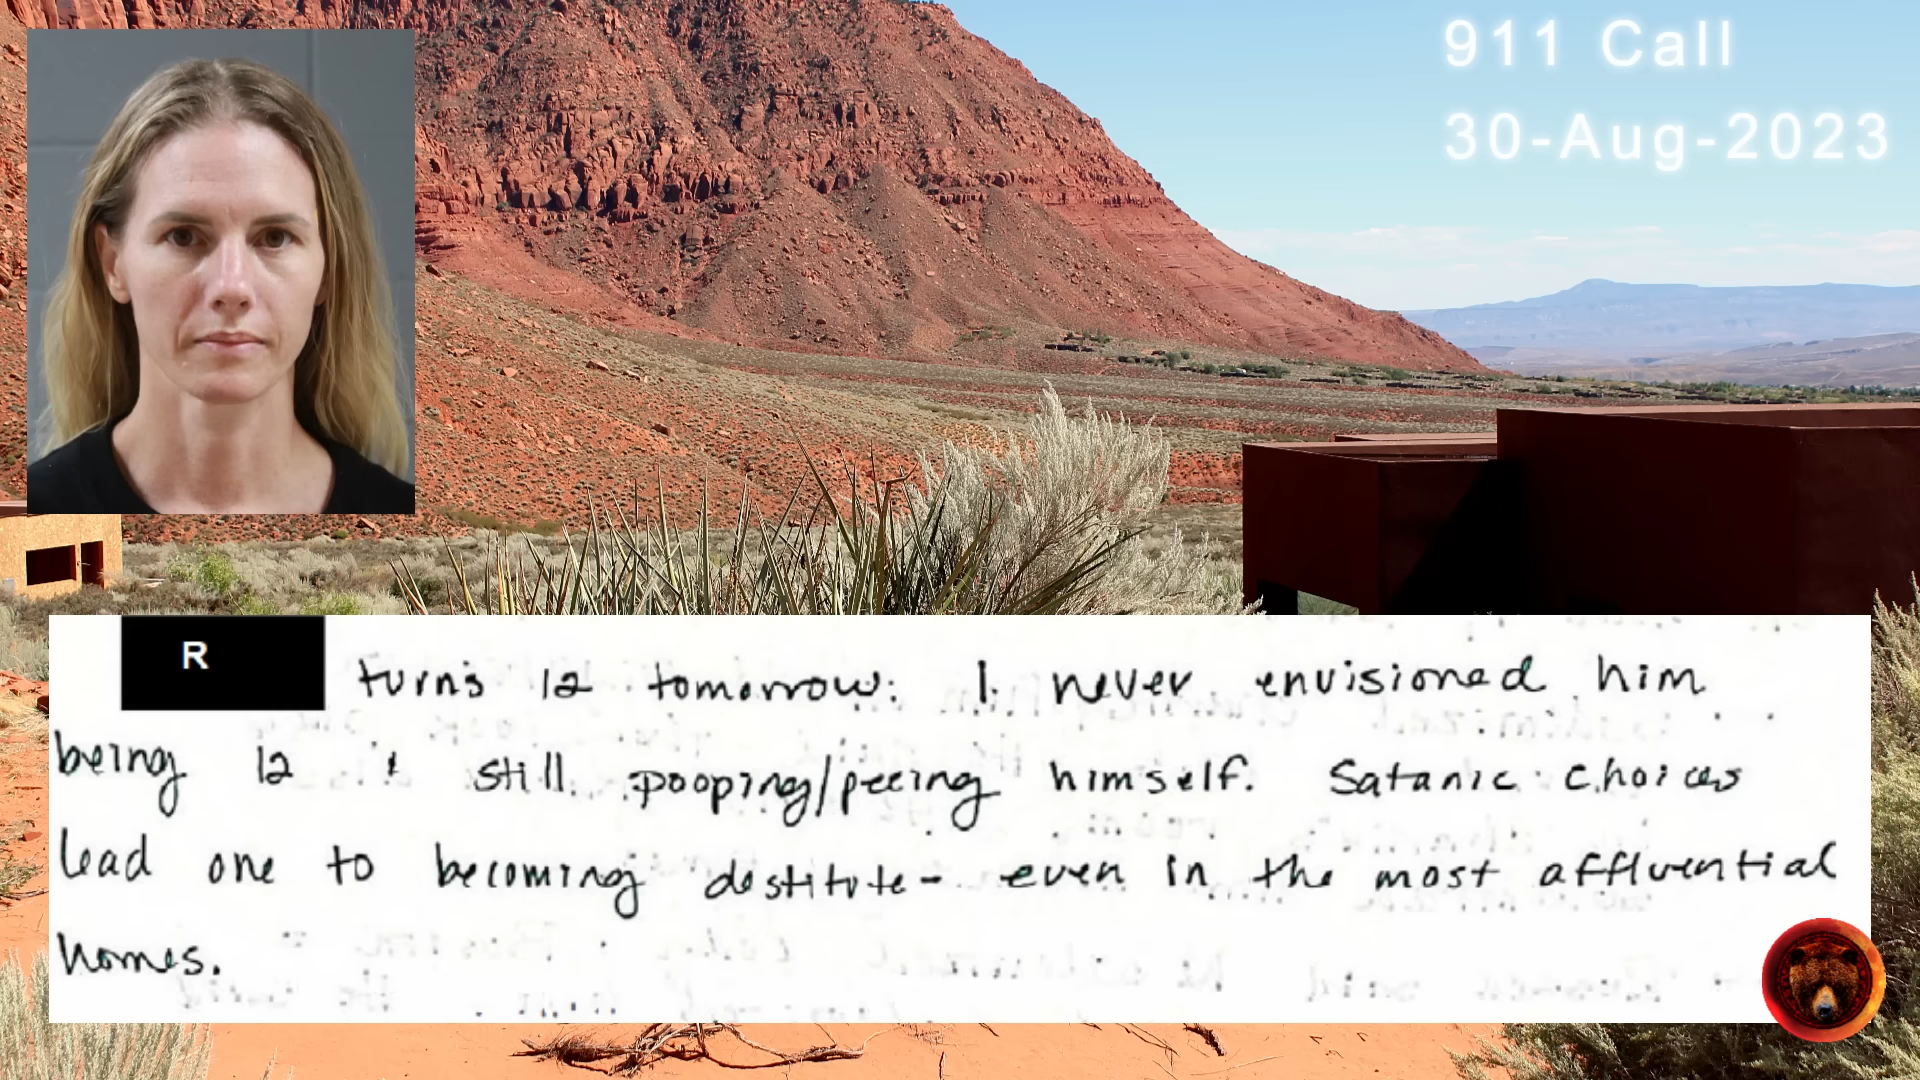 911 Call
30-Aug-2023
R turns 12 tomorrow. I never envisioned him
being 12 & still pooping/peeing himself. Satanic choices
lead one to becoming destitute- even in the most affluential
homes.